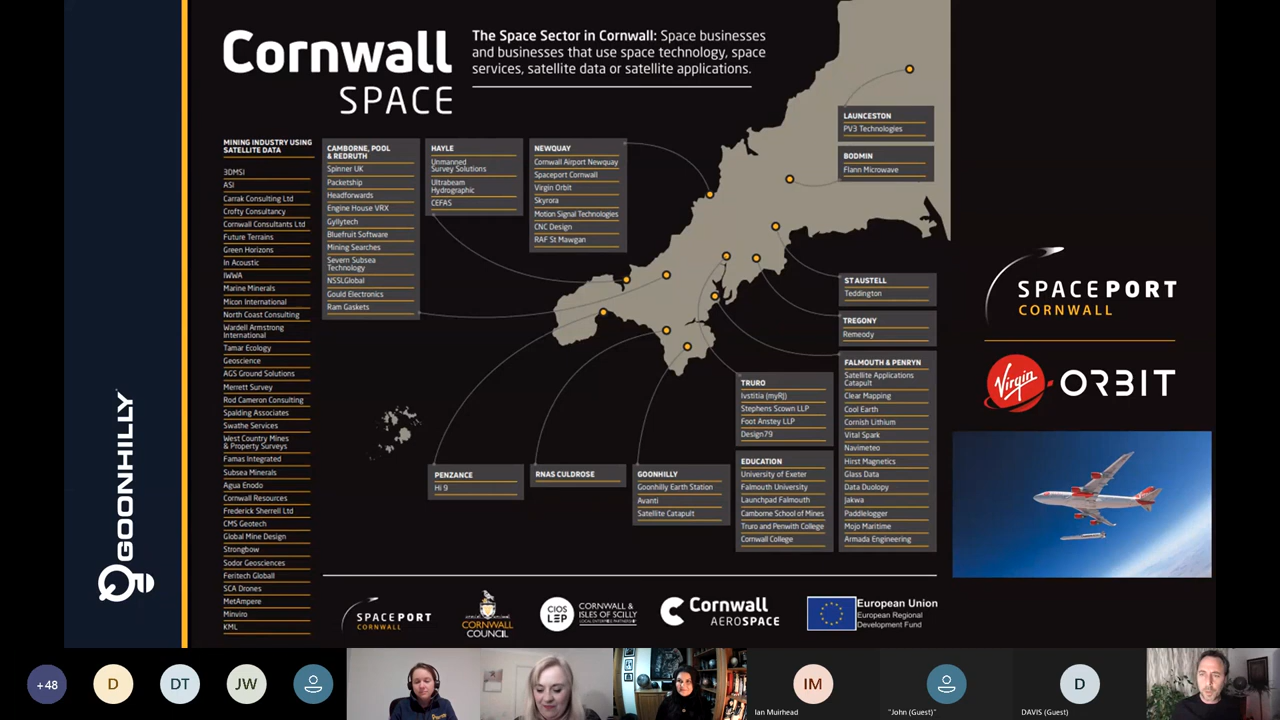 Cornwall
SPACE
The Space Sector in Cornwall: Space businesses
and businesses that use space technology, space
services, satellite data or satellite applications.
MINING INDUSTRY USING
SATELLITE DATA
3DMSI
ASI
Carrak Consulting Ltd
Crofty Consultancy
Cornwall Consultants Ltd
Future Terrains
Green Horizons
In Acoustic
IWWA
Marine Minerals
Micon International
North Coast Consulting
Wardell Armstrong
International
Tamar Ecology
Geoscience
AGS Ground Solutions
Merrett Survey
Rod Cameron Consulting
Spalding Associates
Swathe Services
West Country Mines
& Property Surveys
Famas Integrated
Subsea Minerals
Agua Enodo
Cornwall Resources
Frederick Sherrell Ltd
CMS Geotech
Global Mine Design
Strongbow
Sodor Geosciences
Feritech Globall
SCA Drones
MetAmpere
Minviro
KML
CAMBORNE, POOL
& REDRUTH
Spinner UK
Packetship
Headforwards
Engine House VRX
Gyllytech
Bluefruit Software
Mining Searches
Severn Subsea
Technology
NSSLGlobal
Gould Electronics
Ram Gaskets
HAYLE
Unmanned
Survey Solutions
Ultrabeam
Hydrographic
CEFAS
NEWQUAY
Cornwall Airport Newquay
Spaceport Cornwall
Virgin Orbit
Skyrora
Motion Signal Technologies
CNC Design
RAF St Mawgan
LAUNCESTON
PV3 Technologies
BODMIN
Flann Microwave
ST AUSTELL
Teddington
TREGONY
Remeody
FALMOUTH & PENRYN
Satellite Applications
Catapult
Clear Mapping
Cool Earth
Cornish Lithium
Vital Spark
Navimeteo
Hirst Magnetics
Glass Data
Data Duolopy
Jakwa
Paddlelogger
Mojo Maritime
Armada Engineering
TRURO
Ivstitia (myRJ)
Stephens Scown LLP
Foot Anstey LLP
Design79
EDUCATION
University of Exeter
Falmouth University
Launchpad Falmouth
Camborne School of Mines
Truro and Penwith College
Cornwall College
PENZANCE
Hi 9
RNAS CULDROSE
GOONHILLY
Goonhilly Earth Station
Avanti
Satellite Catapult
SPACEPORT
CORNWALL
Virgin ORBIT
GOONHILLY
SPACEPORT
CORNWALL
CORNWALL
COUNCIL
CIOS
LEP
CORNWALL &
ISLES OF SCILLY
Cornwall
AEROSPACE
European Union
European Regional
Development Fund
+48
D
DT
JW
IM
Ian Muirhead
"John (Guest)"
D
DAVIS (Guest)